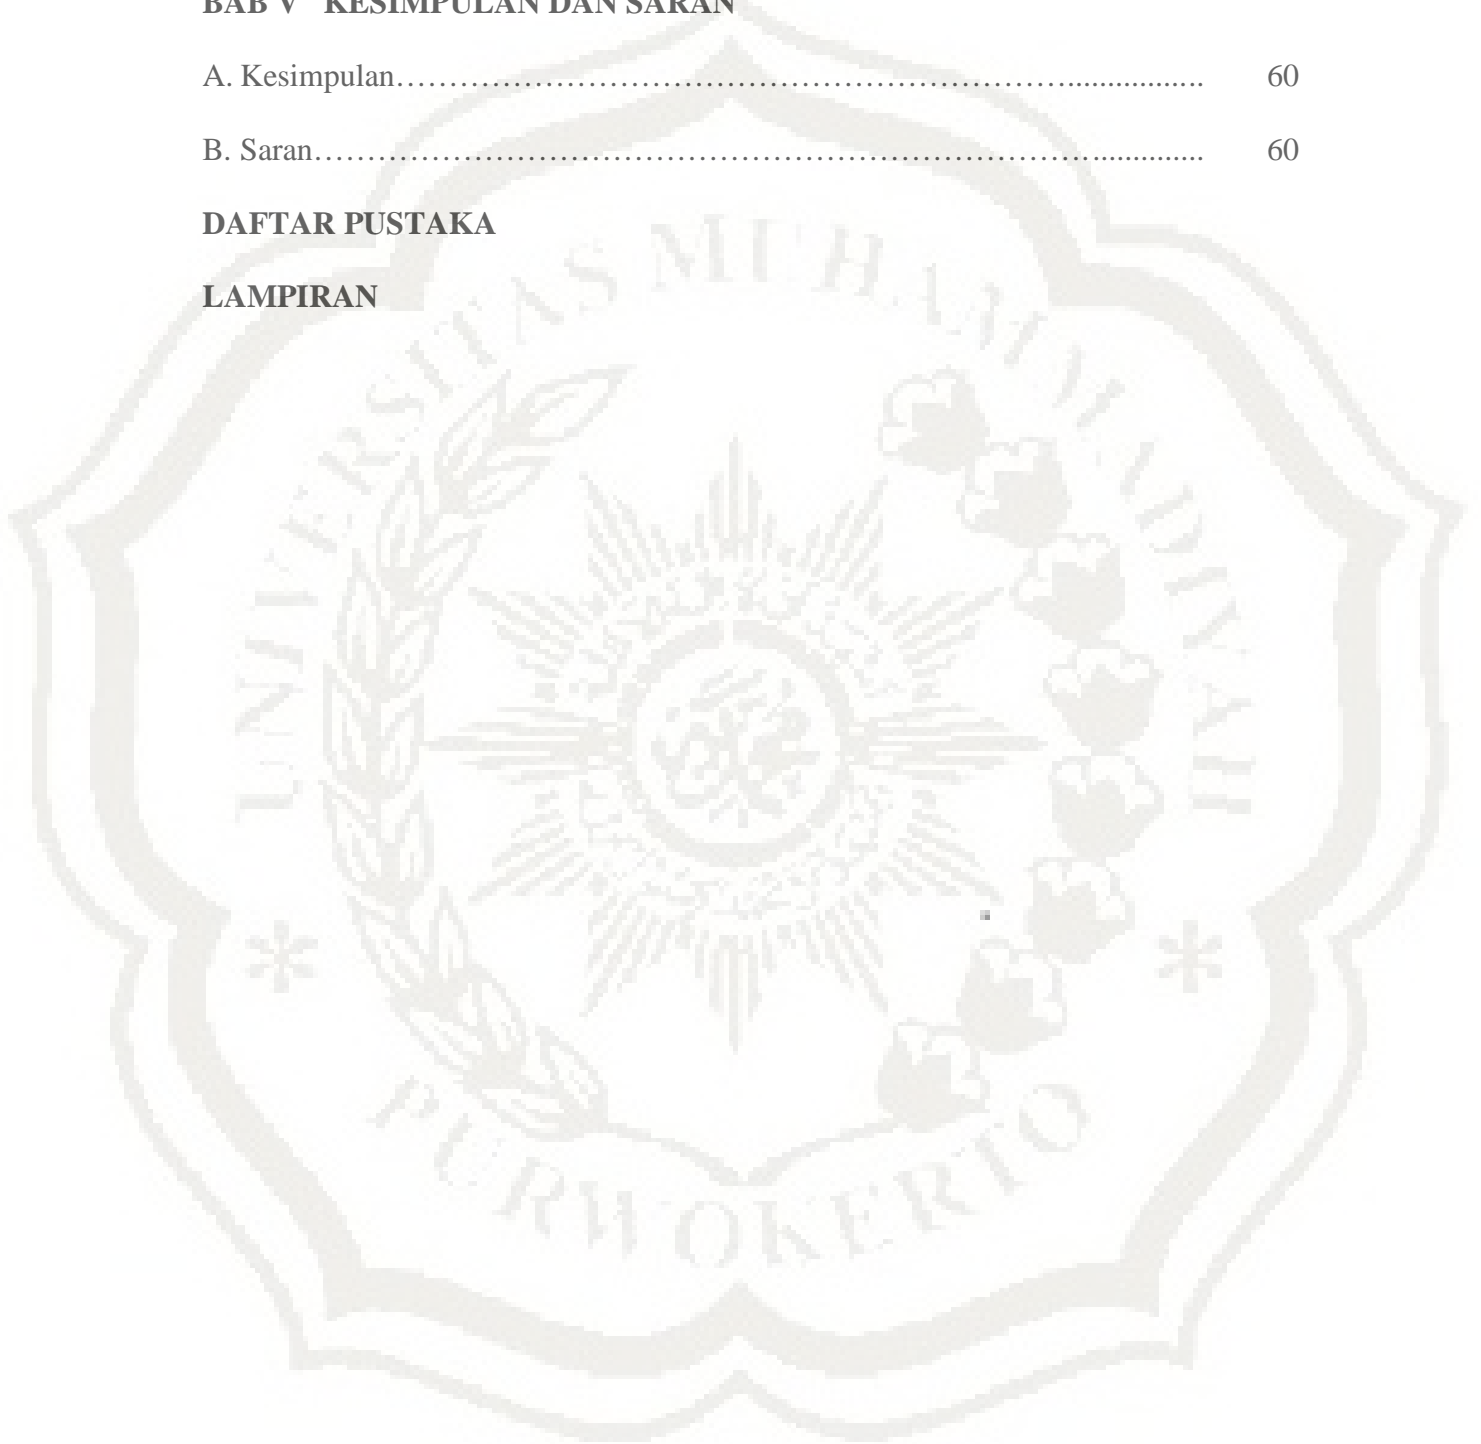 BAB V KESIMPULAN DAN SARAN
A. Kesimpulan…………………………………………………………................. 60
B. Saran……………………………………………………………….............. 60
DAFTAR PUSTAKA
LAMPIRAN
UNIVERSITAS MUHAMMADIYAH
PURWOKERTO